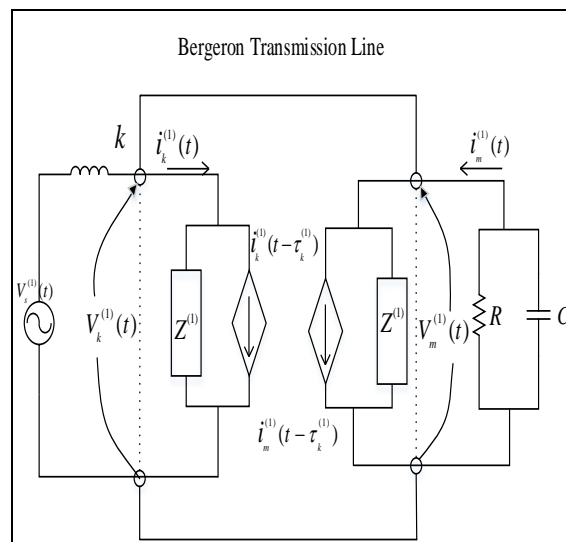 Bergeron Transmission Line
k
i_k^{(1)}(t)
i_m^{(1)}(t)
i_k^{(1)}(t-τ_k^{(1)})
V_s^{(1)}(t)
V_k^{(1)}(t)
Z^{(1)}
Z^{(1)}
V_m^{(1)}(t)
R
C
i_m^{(1)}(t-τ_k^{(1)})